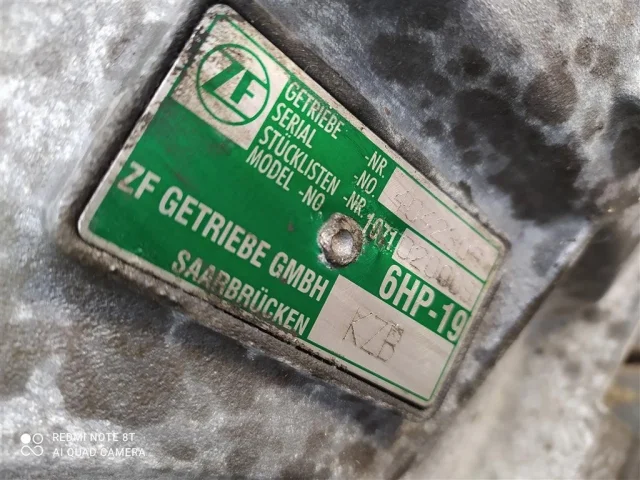 ZF
GETRIEBE -NR.
SERIAL -NO
STÜCKLISTEN -NR. 1071
MODEL -NO
ZF GETRIEBE GMBH 6HP-19
SAARBRÜCKEN KZB
REDMI NOTE 8T
AI QUAD CAMERA